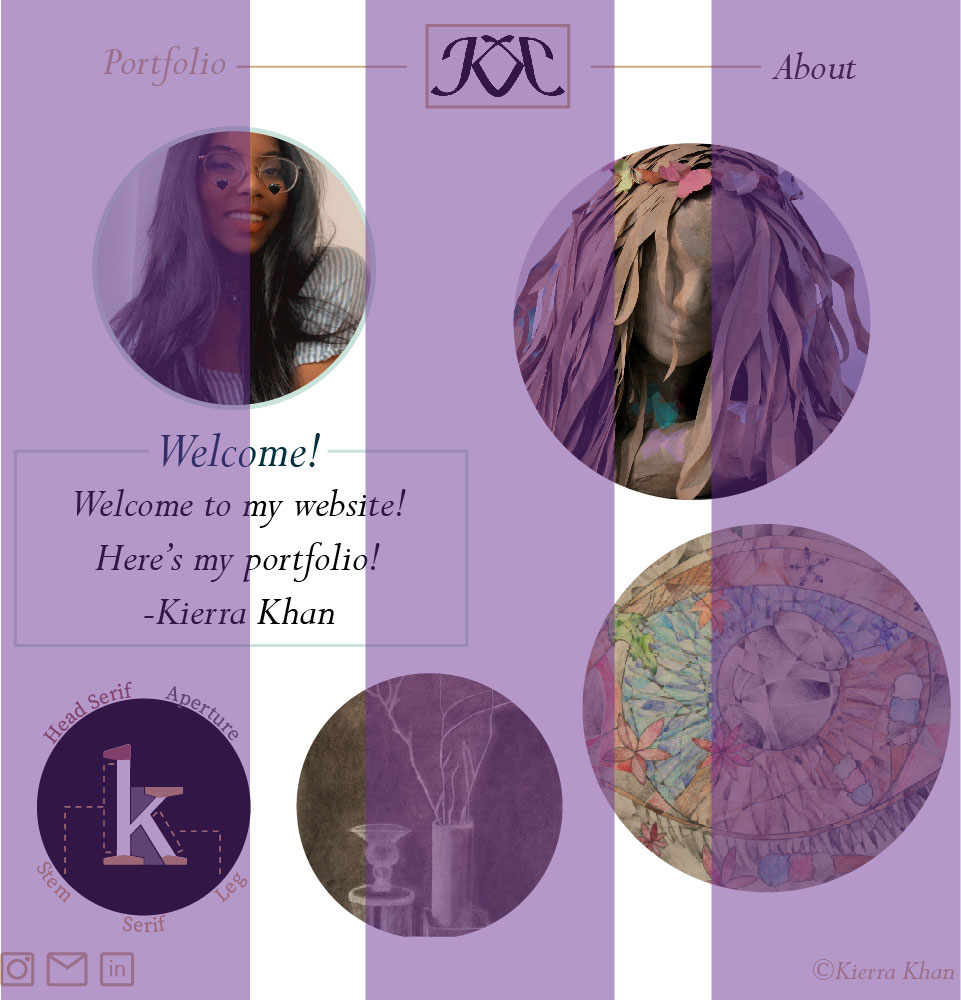 Portfolio
KK
About
Welcome!
Welcome to my website!
Here’s my portfolio!
-Kierra Khan
Head Serif
Aperture
k
Stem
Leg
Serif
in
©Kierra Khan